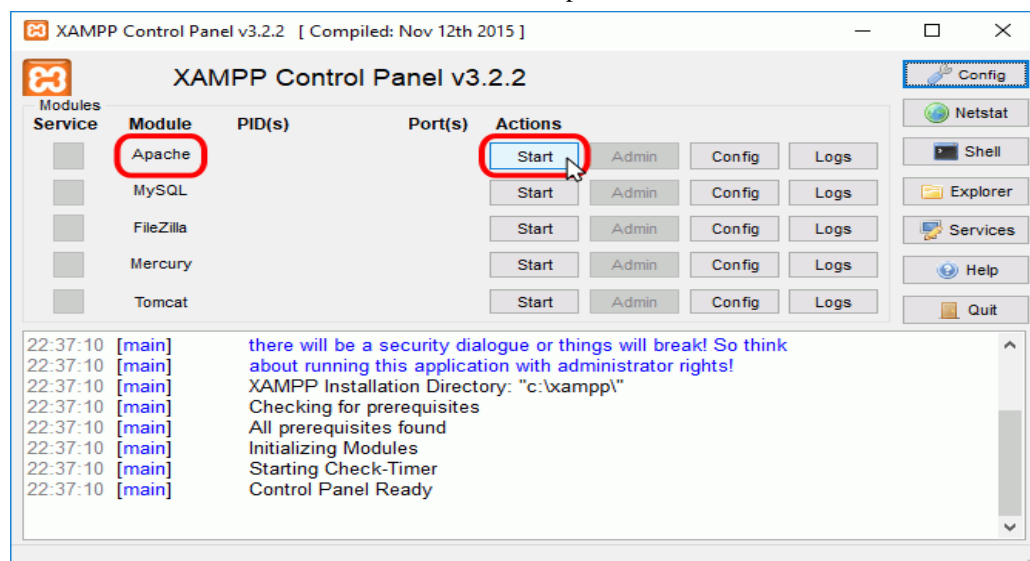 XAMPP Control Panel v3.2.2 [ Compiled: Nov 12th 2015 ]
XAMPP Control Panel v3.2.2
Config
Modules
Service Module PID(s) Port(s) Actions
Netstat
Apache Start Admin Config Logs
Shell
MySQL Start Admin Config Logs
Explorer
FileZilla Start Admin Config Logs
Services
Mercury Start Admin Config Logs
Help
Tomcat Start Admin Config Logs
Quit
22:37:10 [main] there will be a security dialogue or things will break! So think
22:37:10 [main] about running this application with administrator rights!
22:37:10 [main] XAMPP Installation Directory: "c:\xampp\"
22:37:10 [main] Checking for prerequisites
22:37:10 [main] All prerequisites found
22:37:10 [main] Initializing Modules
22:37:10 [main] Starting Check-Timer
22:37:10 [main] Control Panel Ready